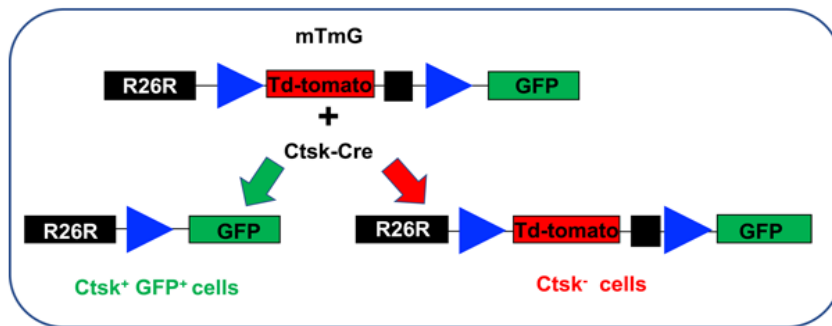 mTmG
R26R Td-tomato GFP
+
Ctsk-Cre
R26R GFP R26R Td-tomato GFP
Ctsk⁺ GFP⁺ cells Ctsk⁻ cells